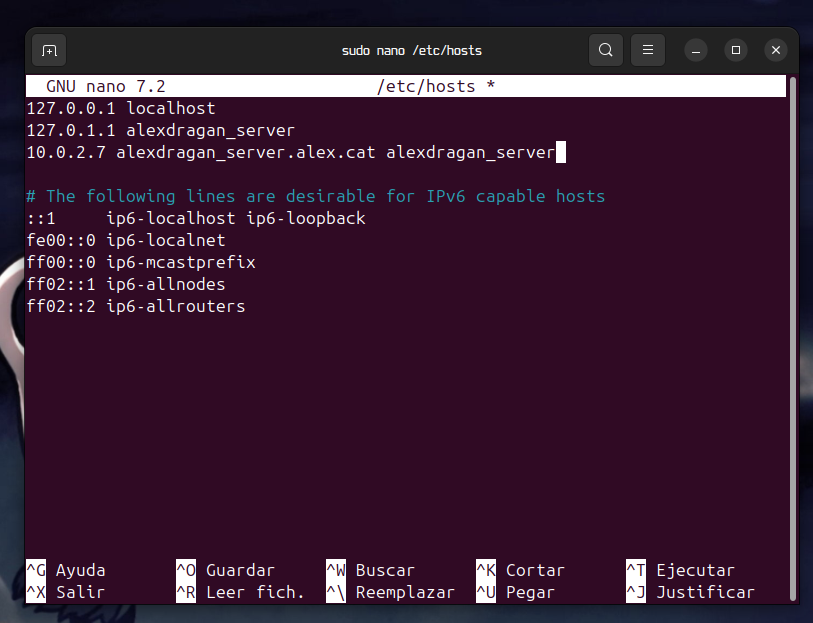 sudo nano /etc/hosts
GNU nano 7.2 /etc/hosts *
127.0.0.1 localhost
127.0.1.1 alexdragan_server
10.0.2.7 alexdragan_server.alex.cat alexdragan_server
# The following lines are desirable for IPv6 capable hosts
::1 ip6-localhost ip6-loopback
fe00::0 ip6-localnet
ff00::0 ip6-mcastprefix
ff02::1 ip6-allnodes
ff02::2 ip6-allrouters
^G Ayuda ^O Guardar ^W Buscar ^K Cortar ^T Ejecutar
^X Salir ^R Leer fich. ^\ Reemplazar ^U Pegar ^J Justificar